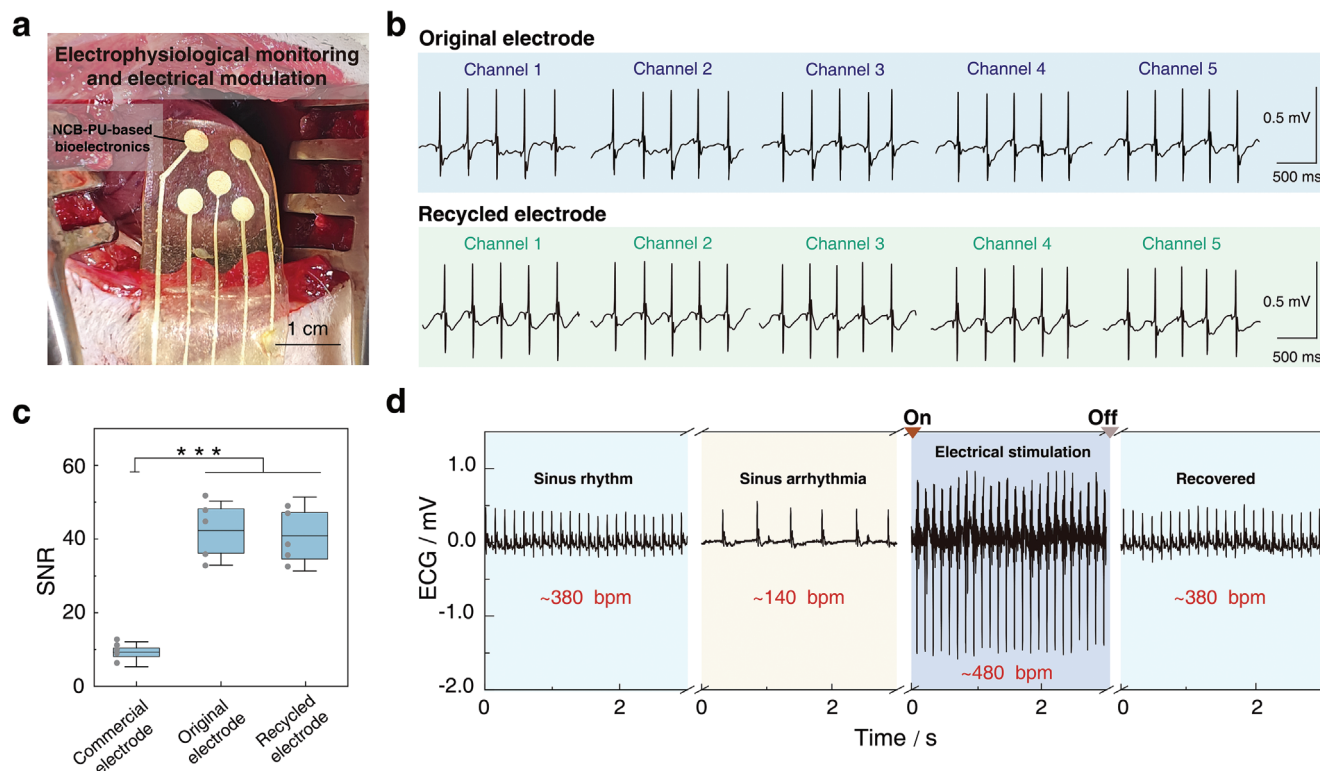 a
Electrophysiological monitoring
and electrical modulation
NCB-PU-based
bioelectronics
1 cm
b
Original electrode
Channel 1 Channel 2 Channel 3 Channel 4 Channel 5
0.5 mV
500 ms
Recycled electrode
Channel 1 Channel 2 Channel 3 Channel 4 Channel 5
0.5 mV
500 ms
c
SNR
60
40
20
0
***
Commercial
electrode
Original
electrode
Recycled
electrode
d
On Off
ECG / mV
1.0
0.0
-1.0
-2.0
Sinus rhythm
~380 bpm
Sinus arrhythmia
~140 bpm
Electrical stimulation
~480 bpm
Recovered
~380 bpm
0 2 0 2 0 2 0 2
Time / s